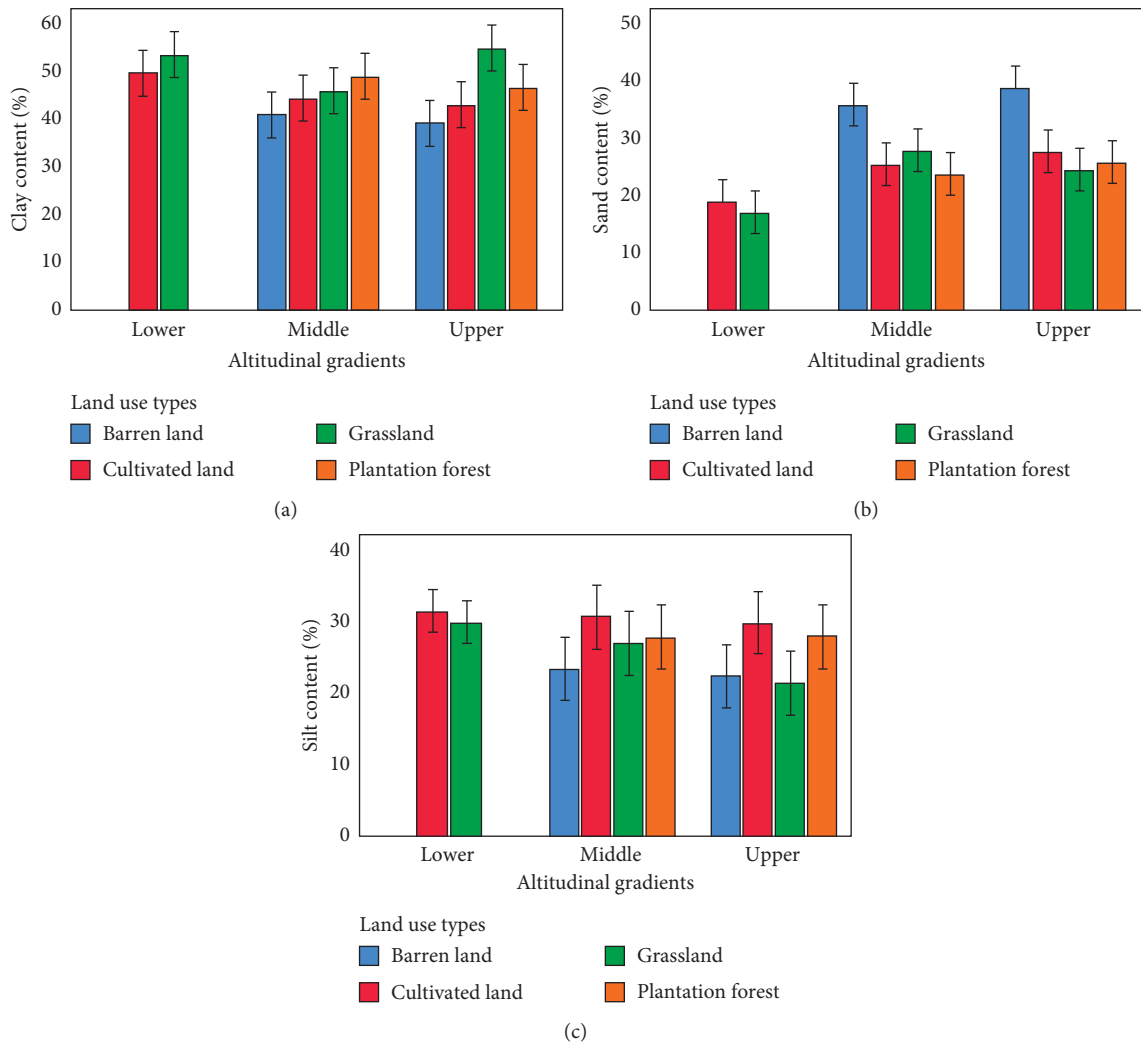 60
50
40
30
20
10
0
Clay content (%)
Lower
Middle
Upper
Altitudinal gradients
Land use types
Barren land
Cultivated land
Grassland
Plantation forest
(a)
50
40
30
20
10
0
Sand content (%)
Lower
Middle
Upper
Altitudinal gradients
Land use types
Barren land
Cultivated land
Grassland
Plantation forest
(b)
40
30
20
10
0
Silt content (%)
Lower
Middle
Upper
Altitudinal gradients
Land use types
Barren land
Cultivated land
Grassland
Plantation forest
(c)